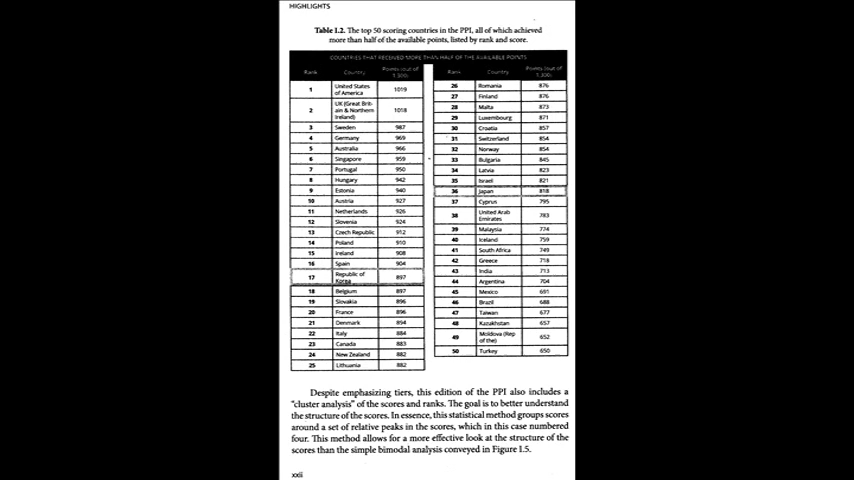 HIGHLIGHTS
Table I.2. The top 50 scoring countries in the PPI, all of which achieved
more than half of the available points, listed by rank and score.
COUNTRIES THAT RECEIVED MORE THAN HALF OF THE AVAILABLE POINTS
Rank Country Points (out of
1,300)
1 United States
of America 1019
2 UK (Great Brit-
ain & Northern
Ireland) 1018
3 Sweden 987
4 Germany 969
5 Australia 966
6 Singapore 959
7 Portugal 950
8 Hungary 942
9 Estonia 940
10 Austria 927
11 Netherlands 926
12 Slovenia 924
13 Czech Republic 912
14 Poland 910
15 Ireland 908
16 Spain 904
17 Republic of
Korea 897
18 Belgium 897
19 Slovakia 896
20 France 896
21 Denmark 894
22 Italy 884
23 Canada 883
24 New Zealand 882
25 Lithuania 882
Rank Country Points (out of
1,300)
26 Romania 876
27 Finland 876
28 Malta 873
29 Luxembourg 871
30 Croatia 857
31 Switzerland 854
32 Norway 854
33 Bulgaria 845
34 Latvia 823
35 Israel 821
36 Japan 818
37 Cyprus 795
38 United Arab
Emirates 783
39 Malaysia 774
40 Iceland 759
41 South Africa 749
42 Greece 718
43 India 713
44 Argentina 704
45 Mexico 691
46 Brazil 688
47 Taiwan 677
48 Kazakhstan 657
49 Moldova (Rep
of the) 652
50 Turkey 650
Despite emphasizing tiers, this edition of the PPI also includes a
"cluster analysis" of the scores and ranks. The goal is to better understand
the structure of the scores. In essence, this statistical method groups scores
around a set of relative peaks in the scores, which in this case numbered
four. This method allows for a more effective look at the structure of the
scores than the simple bimodal analysis conveyed in Figure I.5.
xxii